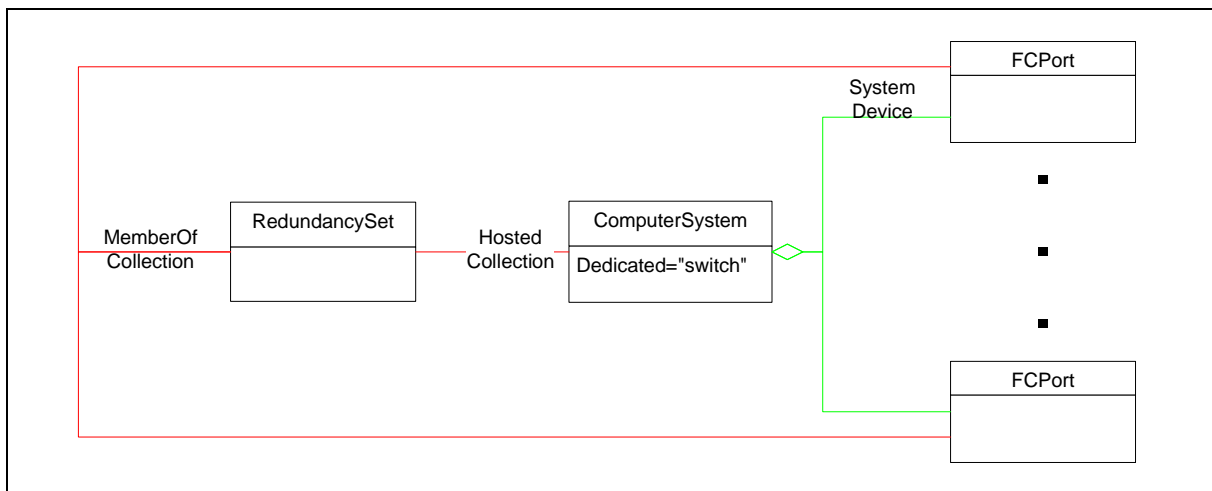 FCPort
System
Device
RedundancySet
ComputerSystem
MemberOf
Collection
Hosted
Collection
Dedicated="switch"
FCPort